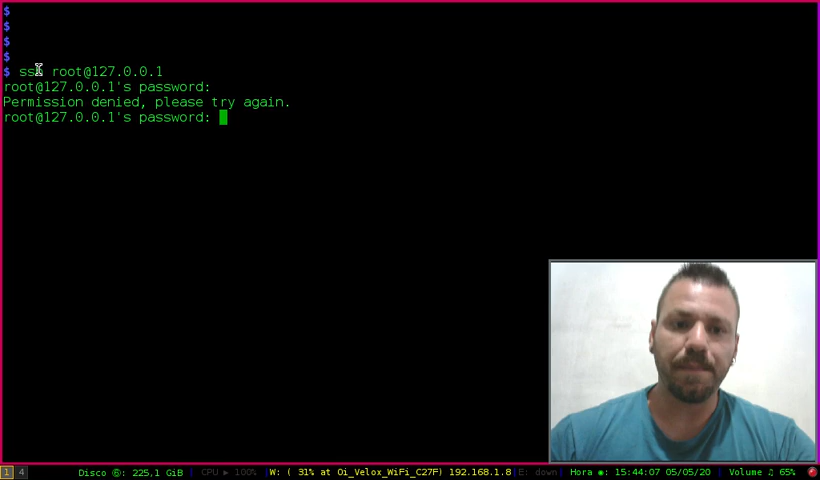 $
$
$
$
$ ssh root@127.0.0.1
root@127.0.0.1's password:
Permission denied, please try again.
root@127.0.0.1's password:
1 4 Disco ⑥: 225,1 GiB | CPU ▶ 100% |W: ( 31% at Oi_Velox_WiFi_C27F) 192.168.1.8|E: down| Hora ◉: 15:44:07 05/05/20 | Volume ♫ 65%